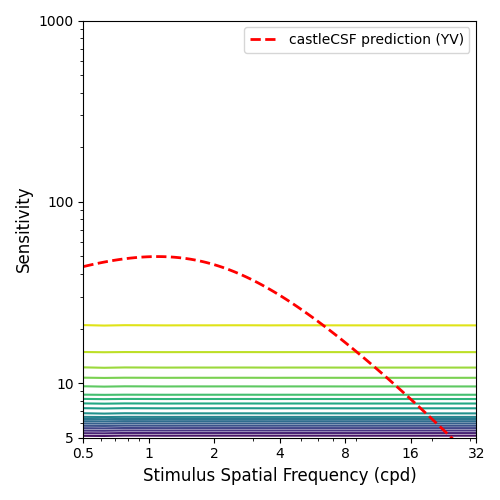 1000
castleCSF prediction (YV)
100
Sensitivity
10
5
0.5 1 2 4 8 16 32
Stimulus Spatial Frequency (cpd)